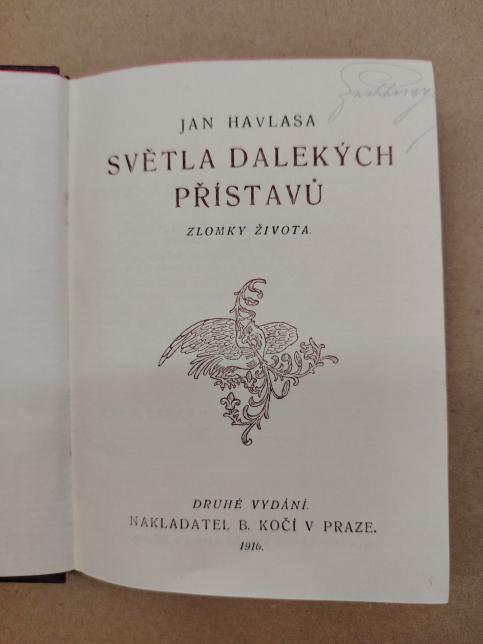 JAN HAVLASA
SVĚTLA DALEKÝCH
PŘÍSTAVŮ
ZLOMKY ŽIVOTA.
DRUHÉ VYDÁNÍ.
NAKLADATEL B. KOČÍ V PRAZE.
1916.